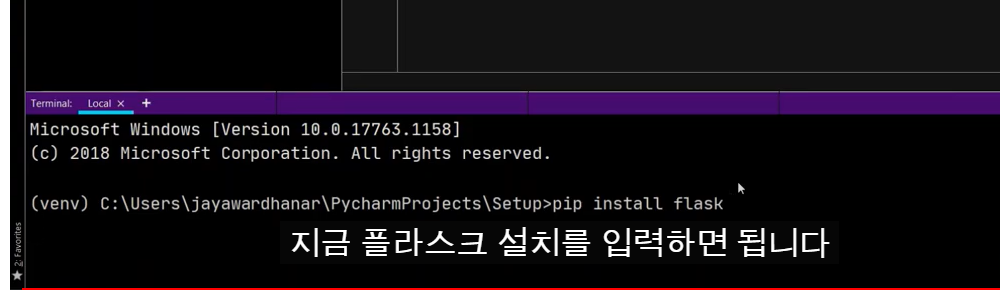 Terminal: Local × +
Microsoft Windows [Version 10.0.17763.1158]
(c) 2018 Microsoft Corporation. All rights reserved.
(venv) C:\Users\jayawardhanar\PycharmProjects\Setup>pip install flask
지금 플라스크 설치를 입력하면 됩니다
2: Favorites